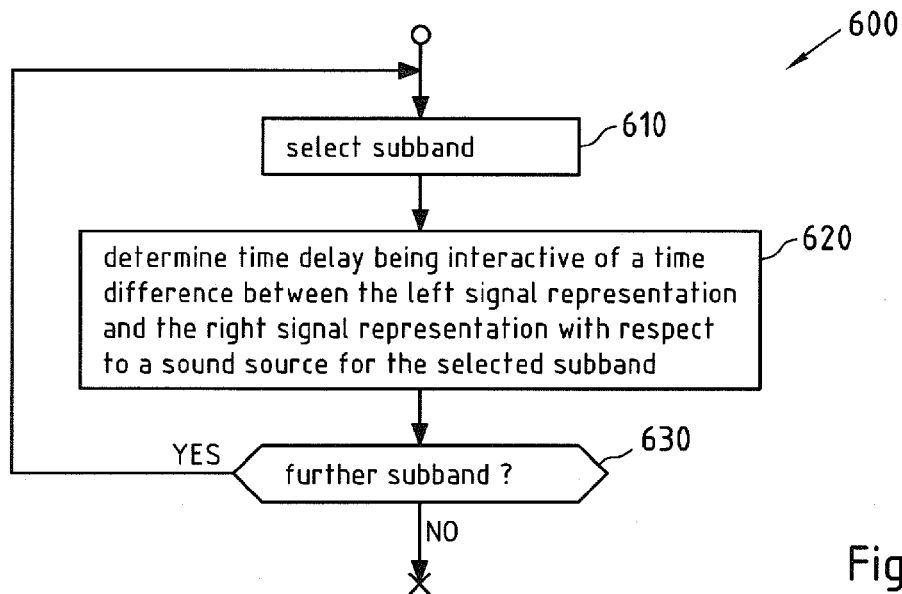 600
select subband
610
determine time delay being interactive of a time
difference between the left signal representation
and the right signal representation with respect
to a sound source for the selected subband
620
YES
further subband ?
630
NO
Fig